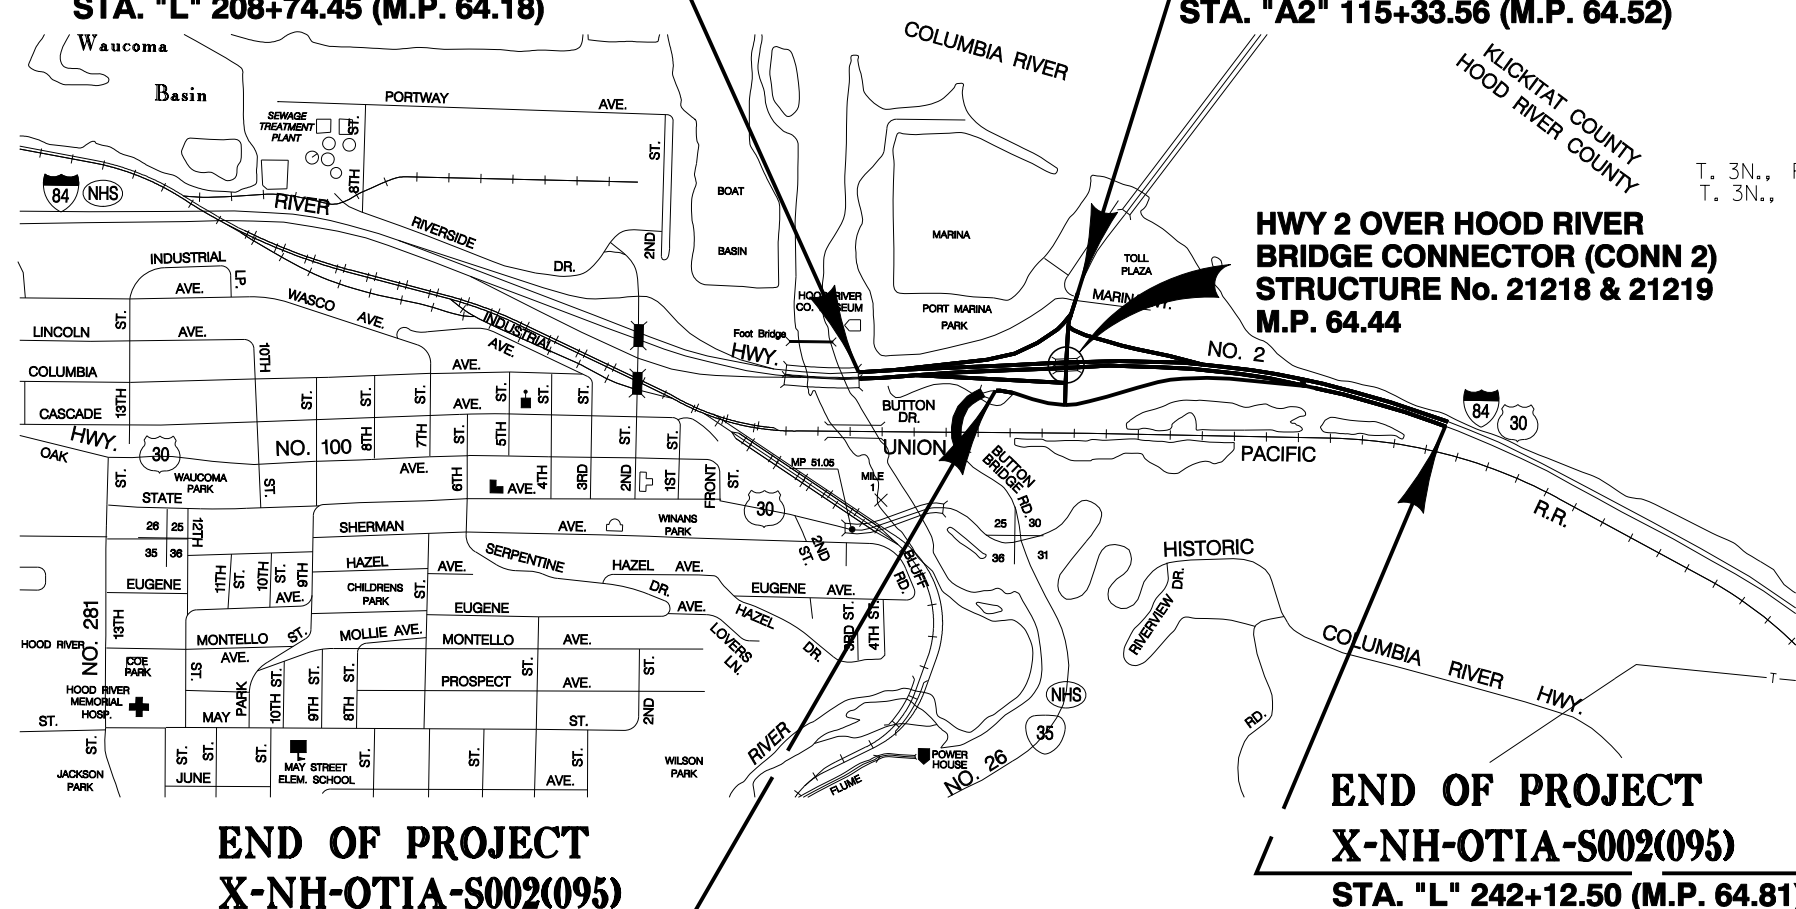 STA. "L" 208+74.45 (M.P. 64.18)
STA. "A2" 115+33.56 (M.P. 64.52)
Waucoma
Basin
COLUMBIA RIVER
KLICKITAT COUNTY
HOOD RIVER COUNTY
T. 3N.,
T. 3N.,
PORTWAY AVE.
SEWAGE
TREATMENT
PLANT
ST.
8TH
ST.
2ND
84 NHS
RIVER
RIVERSIDE DR.
BOAT
BASIN
MARINA
TOLL
PLAZA
HWY 2 OVER HOOD RIVER
BRIDGE CONNECTOR (CONN 2)
STRUCTURE No. 21218 & 21219
M.P. 64.44
PORT MARINA
PARK
Foot Bridge
HWY. NO. 2
INDUSTRIAL
AVE.
LP.
WASCO AVE.
INDUSTRIAL
AVE.
LINCOLN AVE.
ST.
10TH
COLUMBIA AVE.
13TH
CASCADE AVE.
ST. ST. ST. ST. ST. ST.
HWY. NO. 100
30
OAK AVE.
8TH 7TH ST. 5TH ST. ST.
BUTTON
DR.
84 30
UNION PACIFIC R.R.
WAUCOMA
PARK
ST.
ST.
6TH AVE. 4TH 3RD 2ND 1ST FRONT ST.
MP 51.05
MILE
1
BUTTON
BRIDGE RD.
STATE
30
26 25
35 36
12TH
SHERMAN AVE.
WINANS
PARK
2ND
ST.
25 30
36 31
HISTORIC
COLUMBIA RIVER HWY.
HAZEL AVE.
SERPENTINE
HAZEL AVE.
DR.
BLUFF
RD.
EUGENE
11TH ST. 10TH ST. 9TH
AVE.
CHILDRENS
PARK
ST.
EUGENE AVE.
EUGENE AVE.
HAZEL DR.
LOVERS
LN.
3RD ST.
4TH ST.
RIVERVIEW DR.
NO. 281
13TH
HOOD RIVER
MONTELLO ST.
AVE.
MOLLIE AVE.
MONTELLO AVE.
COE
PARK
ST.
PARK
HOOD RIVER
MEMORIAL
HOSP.
10TH ST. 9TH ST. 8TH ST.
PROSPECT AVE.
ST.
ST.
2ND
ST. MAY ST.
NHS
35
RD.
RIVER
T
ST.
ST. ST. ST. ST. ST. ST.
JACKSON
PARK
JUNE AVE.
MAY STREET
ELEM. SCHOOL
WILSON
PARK
FLUME
POWER
HOUSE
NO. 26
END OF PROJECT
X-NH-OTIA-S002(095)
END OF PROJECT
X-NH-OTIA-S002(095)
STA. "L" 242+12.50 (M.P. 64.81)